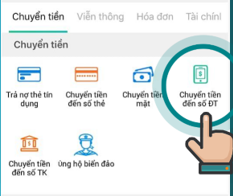 Chuyển tiền Viễn thông Hóa đơn Tài chính
Chuyển tiền
Trả nợ thẻ tín dụng
Chuyển tiền đến số thẻ
Chuyển tiền mặt
Chuyển tiền đến số ĐT
Chuyển tiền đến số TK
Ủng hộ biển đảo